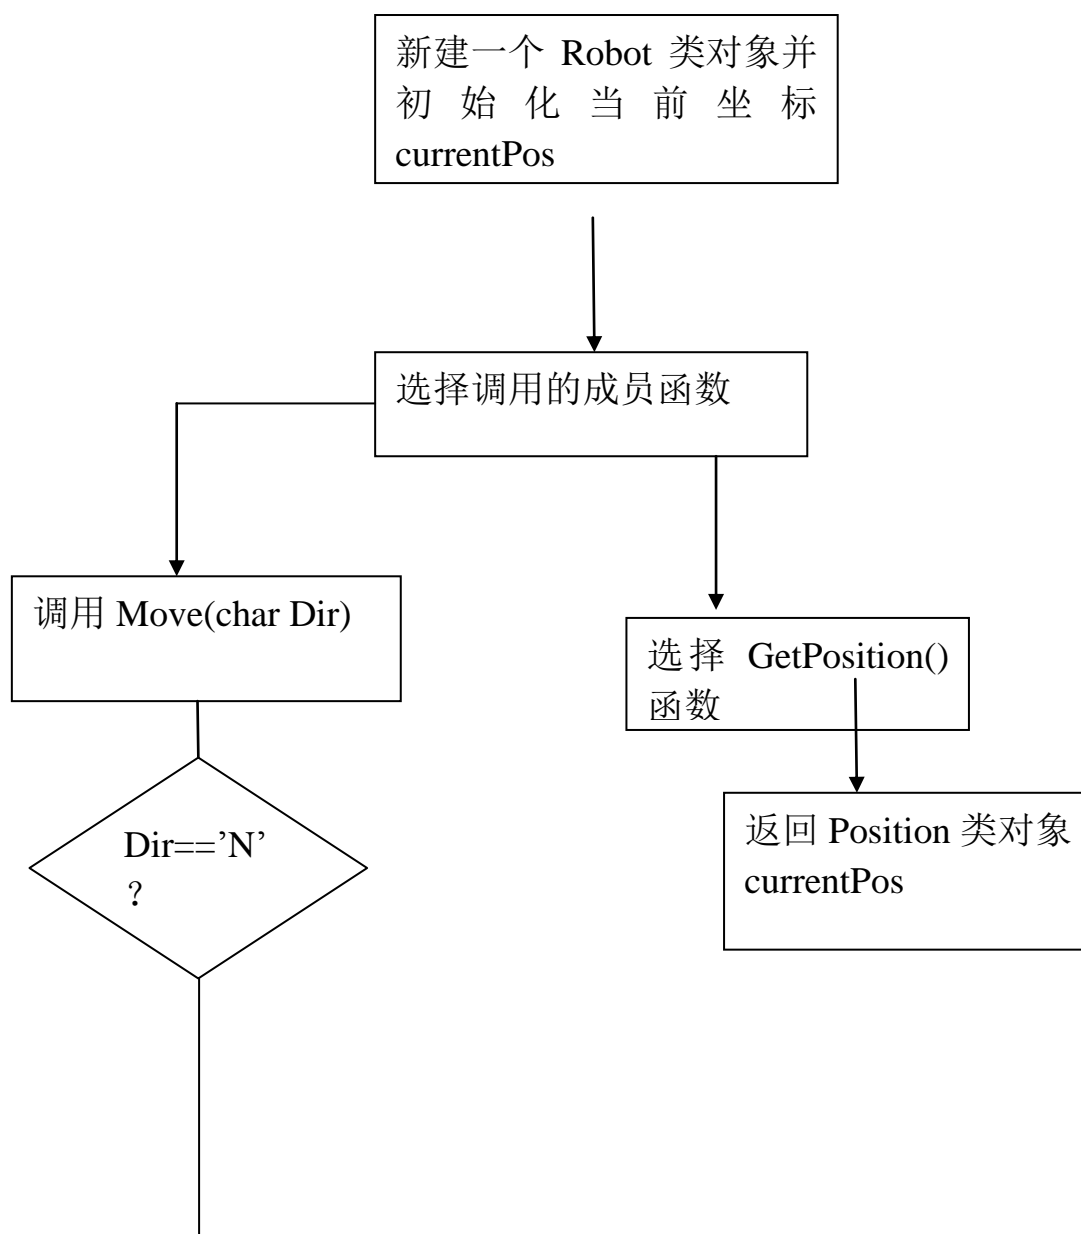 新建一个 Robot 类对象并
初始化当前坐标
currentPos
选择调用的成员函数
调用 Move(char Dir)
选择 GetPosition()
函数
Dir==’N’
？
返回 Position 类对象
currentPos